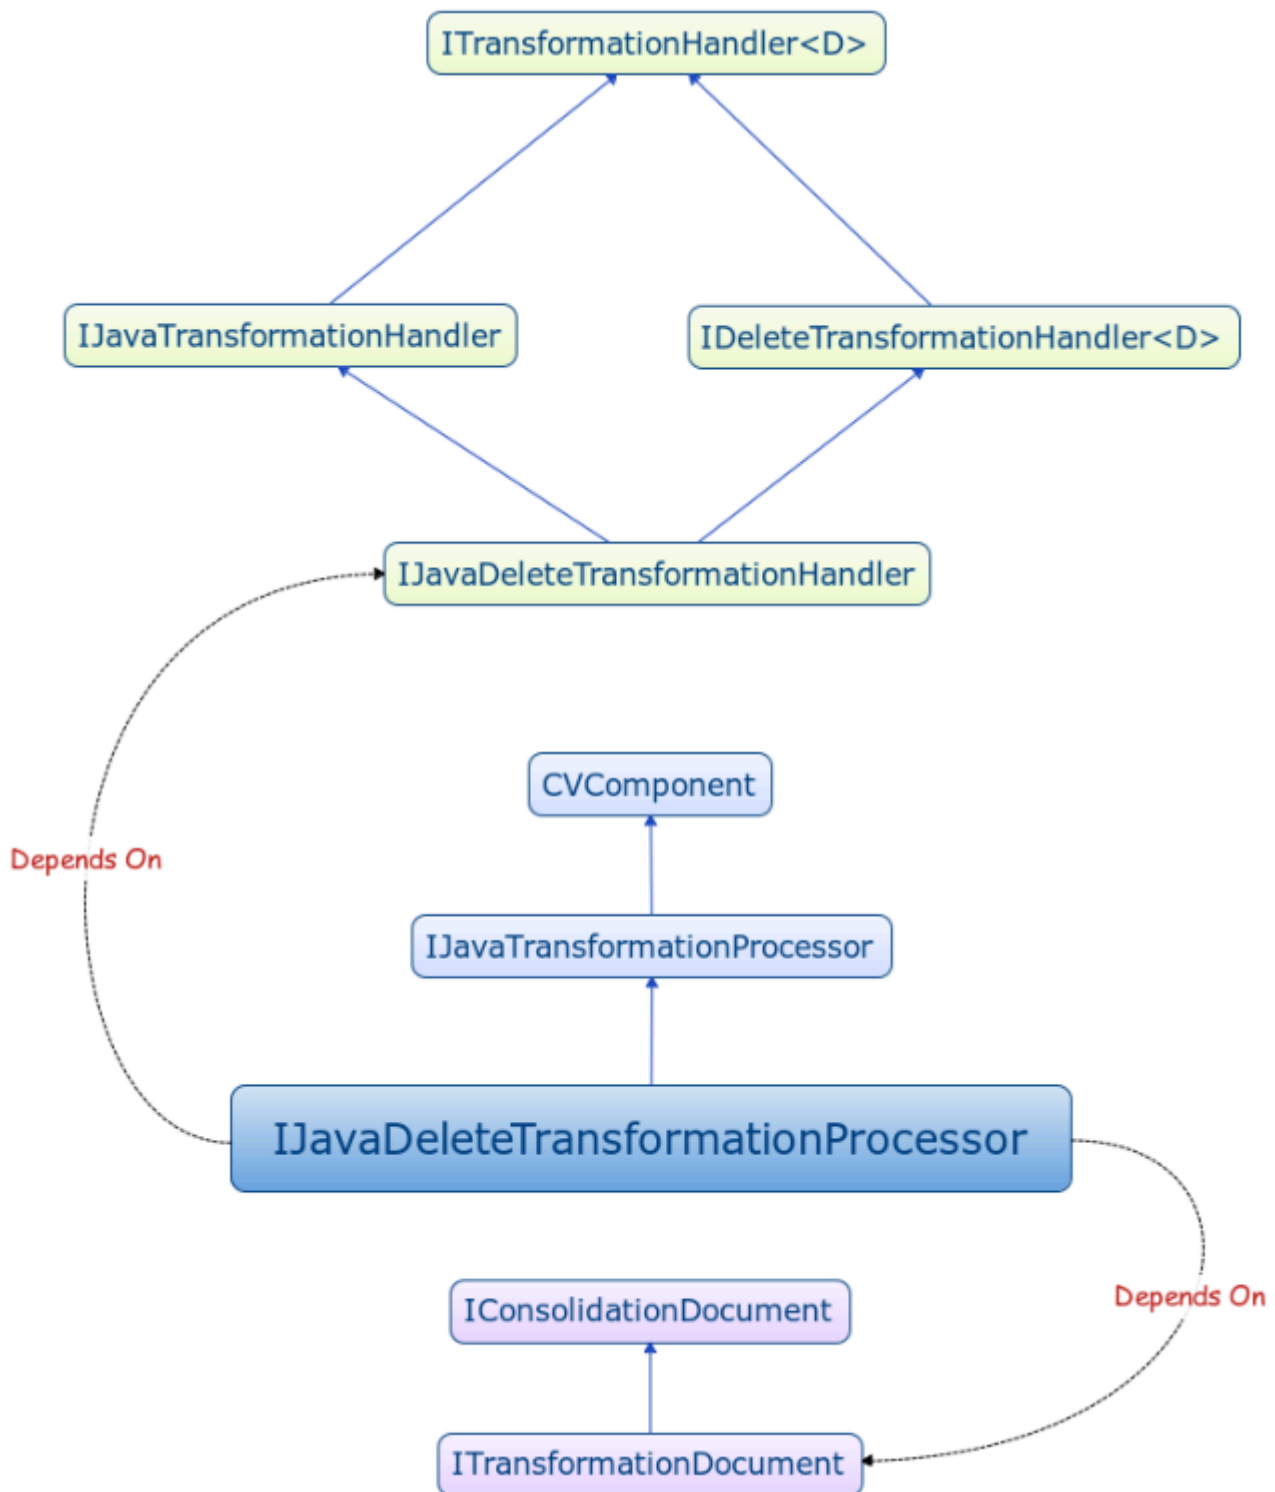 ITransformationHandler<D>
IJavaTransformationHandler
IDeleteTransformationHandler<D>
IJavaDeleteTransformationHandler
CVComponent
Depends On
IJavaTransformationProcessor
IJavaDeleteTransformationProcessor
IConsolidationDocument
Depends On
ITransformationDocument